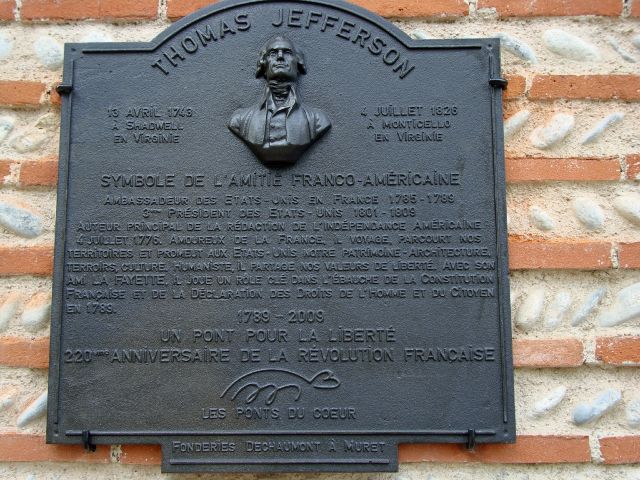 THOMAS JEFFERSON
13 AVRIL 1743
À SHADWELL
EN VIRGINIE
4 JUILLET 1826
À MONTICELLO
EN VIRGINIE
SYMBOLE DE L'AMITIÉ FRANCO-AMÉRICAINE
AMBASSADEUR DES ETATS-UNIS EN FRANCE 1785-1789
3ÈME PRÉSIDENT DES ETATS-UNIS 1801-1809
AUTEUR PRINCIPAL DE LA RÉDACTION DE L'INDÉPENDANCE AMÉRICAINE
4 JUILLET 1776. AMOUREUX DE LA FRANCE, IL VOYAGE, PARCOURT NOS
TERRITOIRES ET PROMEUT AUX ETATS-UNIS NOTRE PATRIMOINE-ARCHITECTURE,
TERROIRS, CULTURE. HUMANISTE, IL PARTAGE NOS VALEURS DE LIBERTÉ. AVEC SON
AMI LA FAYETTE, IL JOUE UN ROLE CLÉ DANS L'ÉBAUCHE DE LA CONSTITUTION
FRANÇAISE ET DE LA DÉCLARATION DES DROITS DE L'HOMME ET DU CITOYEN
EN 1789.
1789 - 2009
UN PONT POUR LA LIBERTÉ
220ÈME ANNIVERSAIRE DE LA RÉVOLUTION FRANÇAISE
LES PONTS DU COEUR
FONDERIES DECHAUMONT À MURET